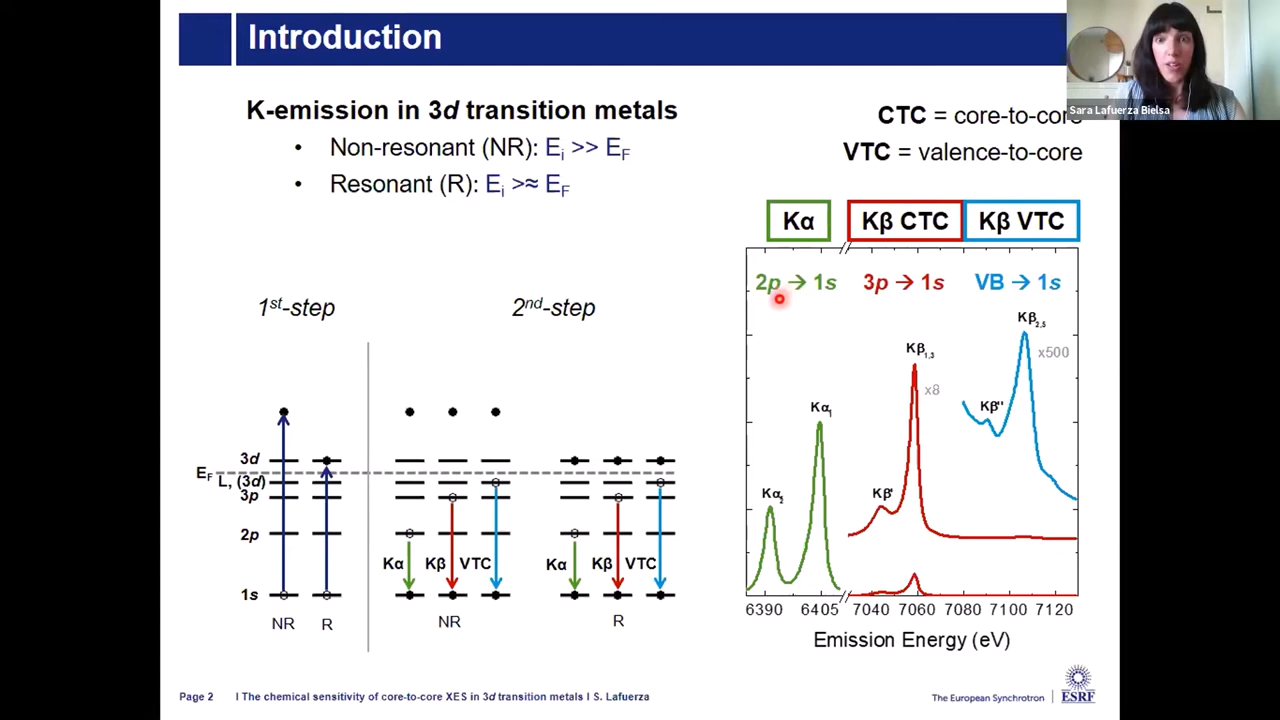 Introduction
Sara Lafuerza Bielsa
K-emission in 3d transition metals
• Non-resonant (NR): Ei >> EF
• Resonant (R): Ei >≈ EF
CTC = core-to-core
VTC = valence-to-core
Kα Kβ CTC Kβ VTC
2p → 1s 3p → 1s VB → 1s
Kβ2,5
x500
Kβ1,3
x8
Kβ''
Kα1
Kα2
Kβ'
6390 6405 7040 7060 7080 7100 7120
Emission Energy (eV)
1st-step 2nd-step
3d
EF
L, (3d)
3p
2p
1s
Kα Kβ VTC Kα Kβ VTC
NR R NR R
Page 2 I The chemical sensitivity of core-to-core XES in 3d transition metals I S. Lafuerza
The European Synchrotron ESRF